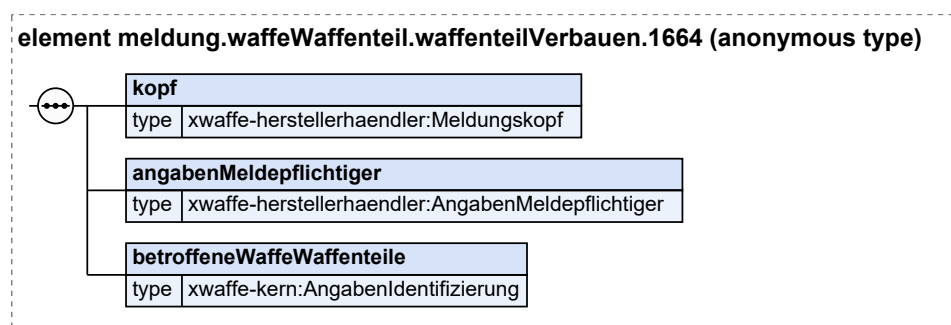 element meldung.waffeWaffenteil.waffenteilVerbauen.1664 (anonymous type)
kopf
type xwaffe-herstellerhaendler:Meldungskopf
angabenMeldepflichtiger
type xwaffe-herstellerhaendler:AngabenMeldepflichtiger
betroffeneWaffeWaffenteile
type xwaffe-kern:AngabenIdentifizierung